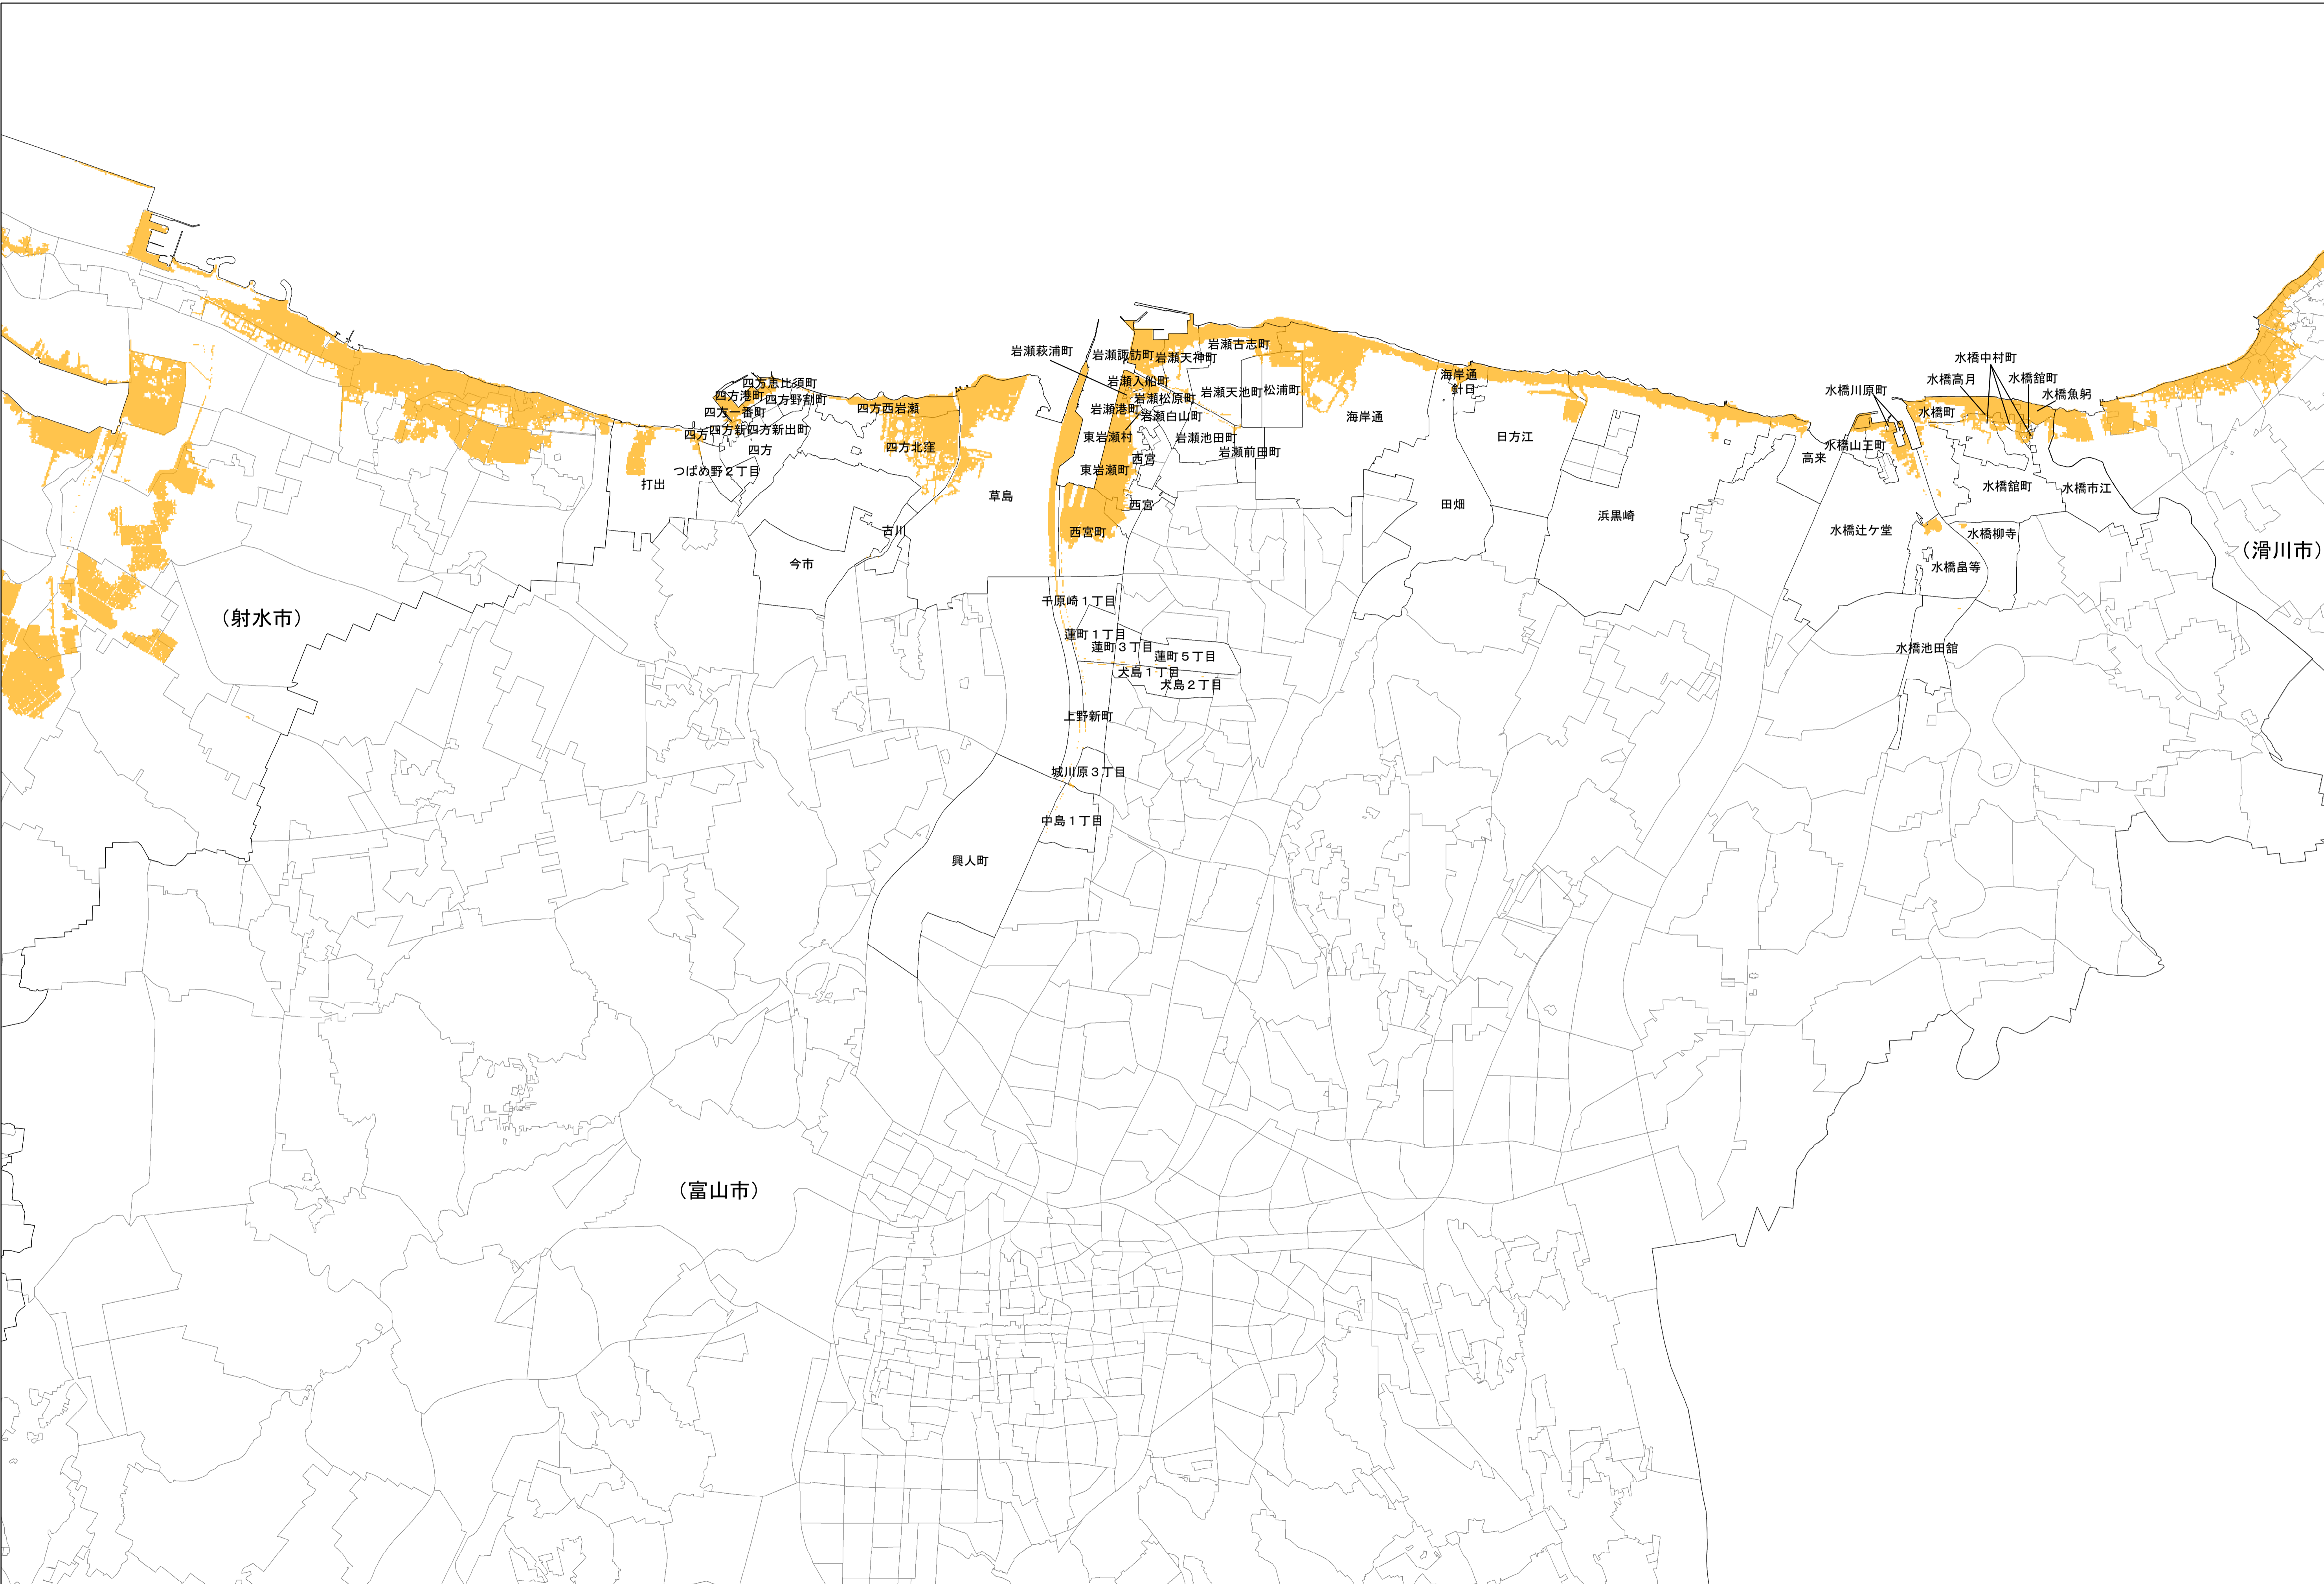 岩瀬古志町
岩瀬萩浦町
岩瀬諏訪町
岩瀬天神町
水橋中村町
海岸通
水橋高月
水橋舘町
四方恵比須町
岩瀬入船町
針日
水橋川原町
四方港町
四方野割町
岩瀬松原町
岩瀬天池町
松浦町
水橋魚躬
四方一番町
四方西岩瀬
岩瀬港町
岩瀬白山町
海岸通
水橋町
四方
四方新
四方新出町
東岩瀬村
岩瀬池田町
日方江
四方
四方北窪
西宮
岩瀬前田町
水橋山王町
高来
つばめ野２丁目
東岩瀬町
打出
草島
西宮
田畑
水橋舘町
水橋市江
浜黒崎
古川
西宮町
水橋辻ケ堂
水橋柳寺
（滑川市）
今市
水橋畠等
千原崎１丁目
（射水市）
蓮町１丁目
蓮町３丁目
蓮町５丁目
水橋池田舘
犬島１丁目
犬島２丁目
上野新町
城川原３丁目
中島１丁目
興人町
（富山市）